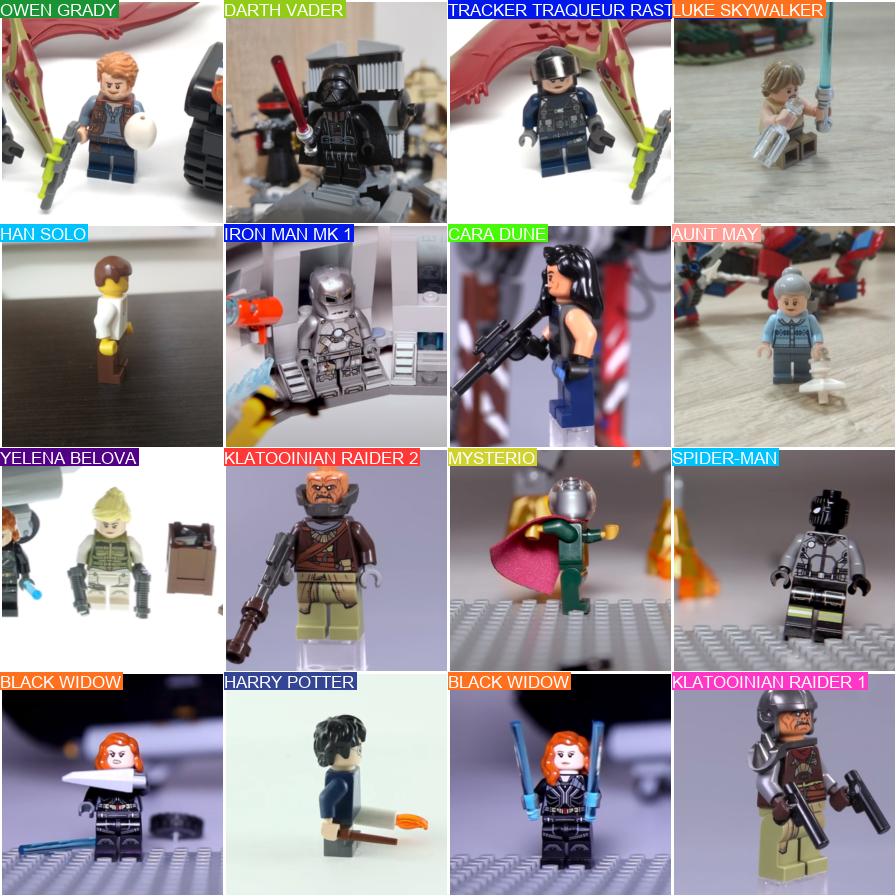 OWEN GRADY
DARTH VADER
TRACKER TRAQUEUR RAST
LUKE SKYWALKER
HAN SOLO
IRON MAN MK 1
CARA DUNE
AUNT MAY
YELENA BELOVA
KLATOOINIAN RAIDER 2
MYSTERIO
SPIDER-MAN
BLACK WIDOW
HARRY POTTER
BLACK WIDOW
KLATOOINIAN RAIDER 1